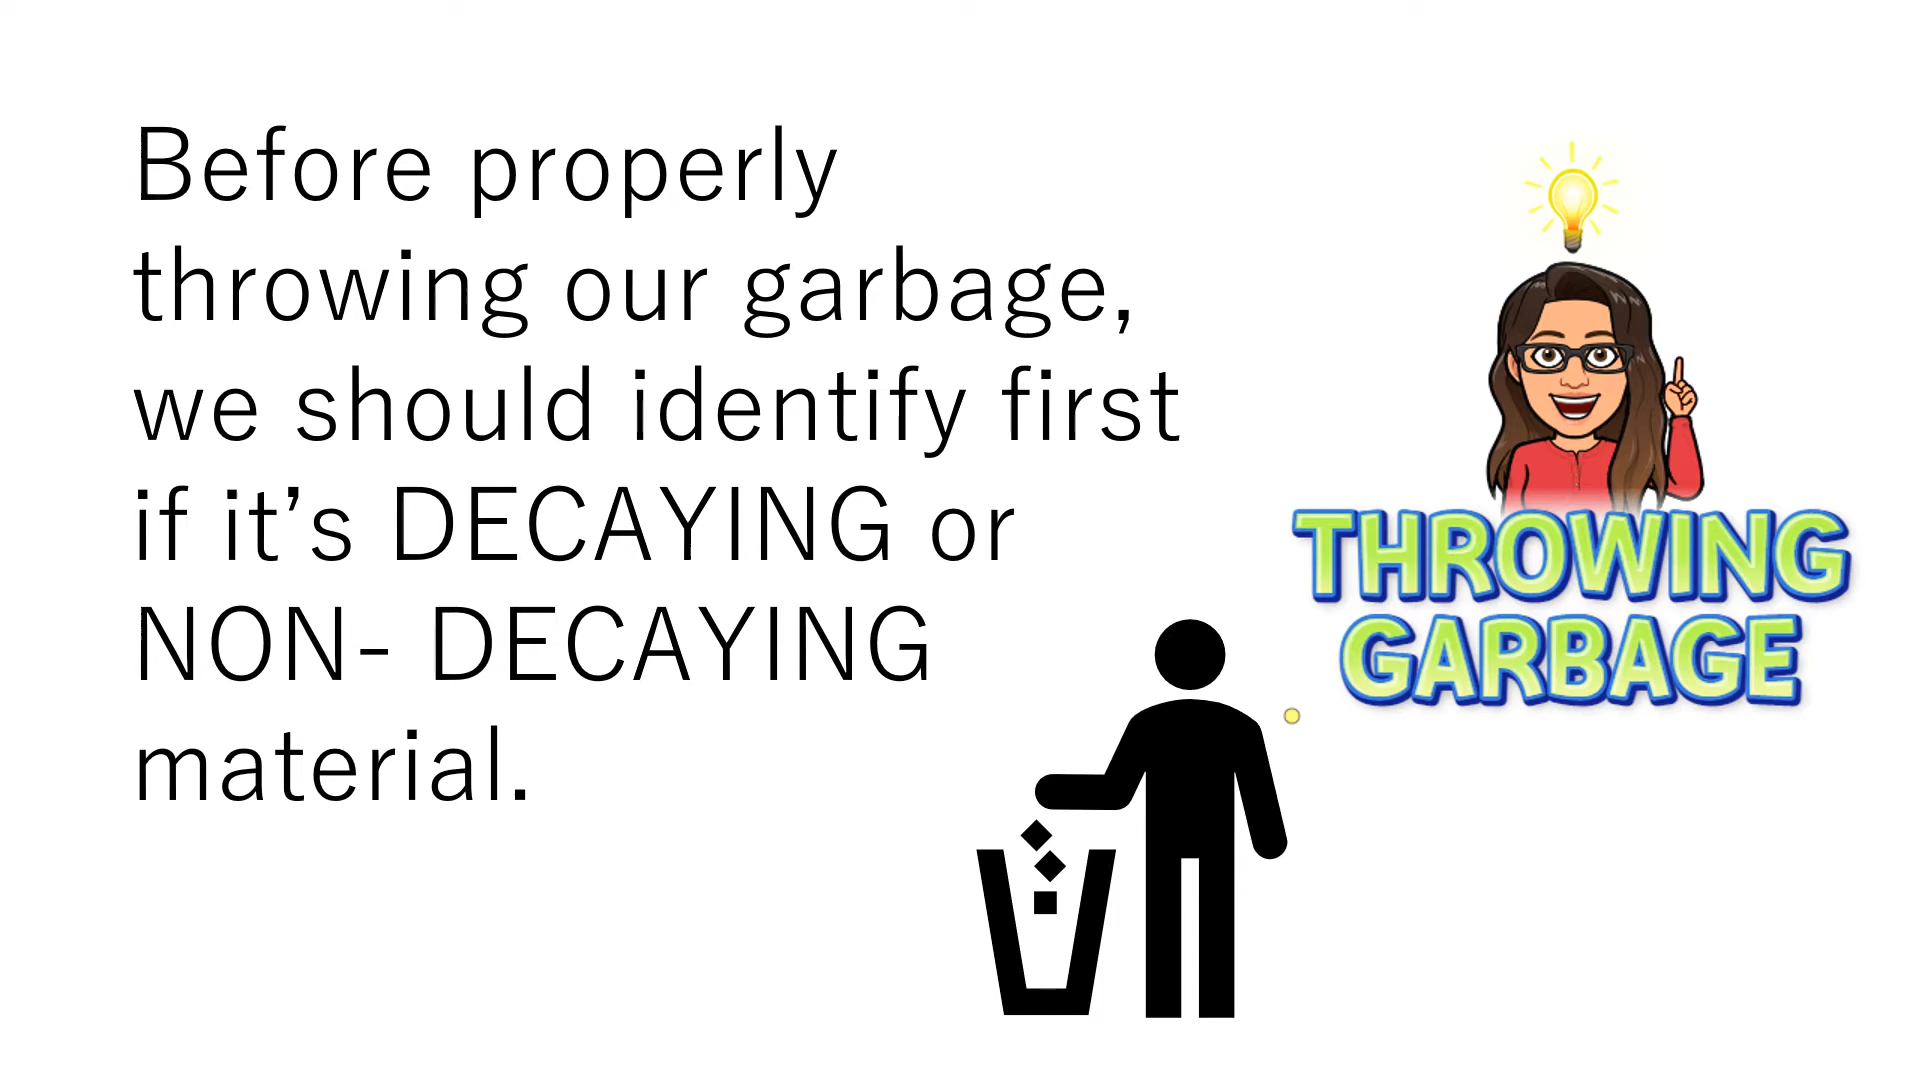 Before properly
throwing our garbage,
we should identify first
if it’s DECAYING or
NON- DECAYING
material.
THROWING
GARBAGE